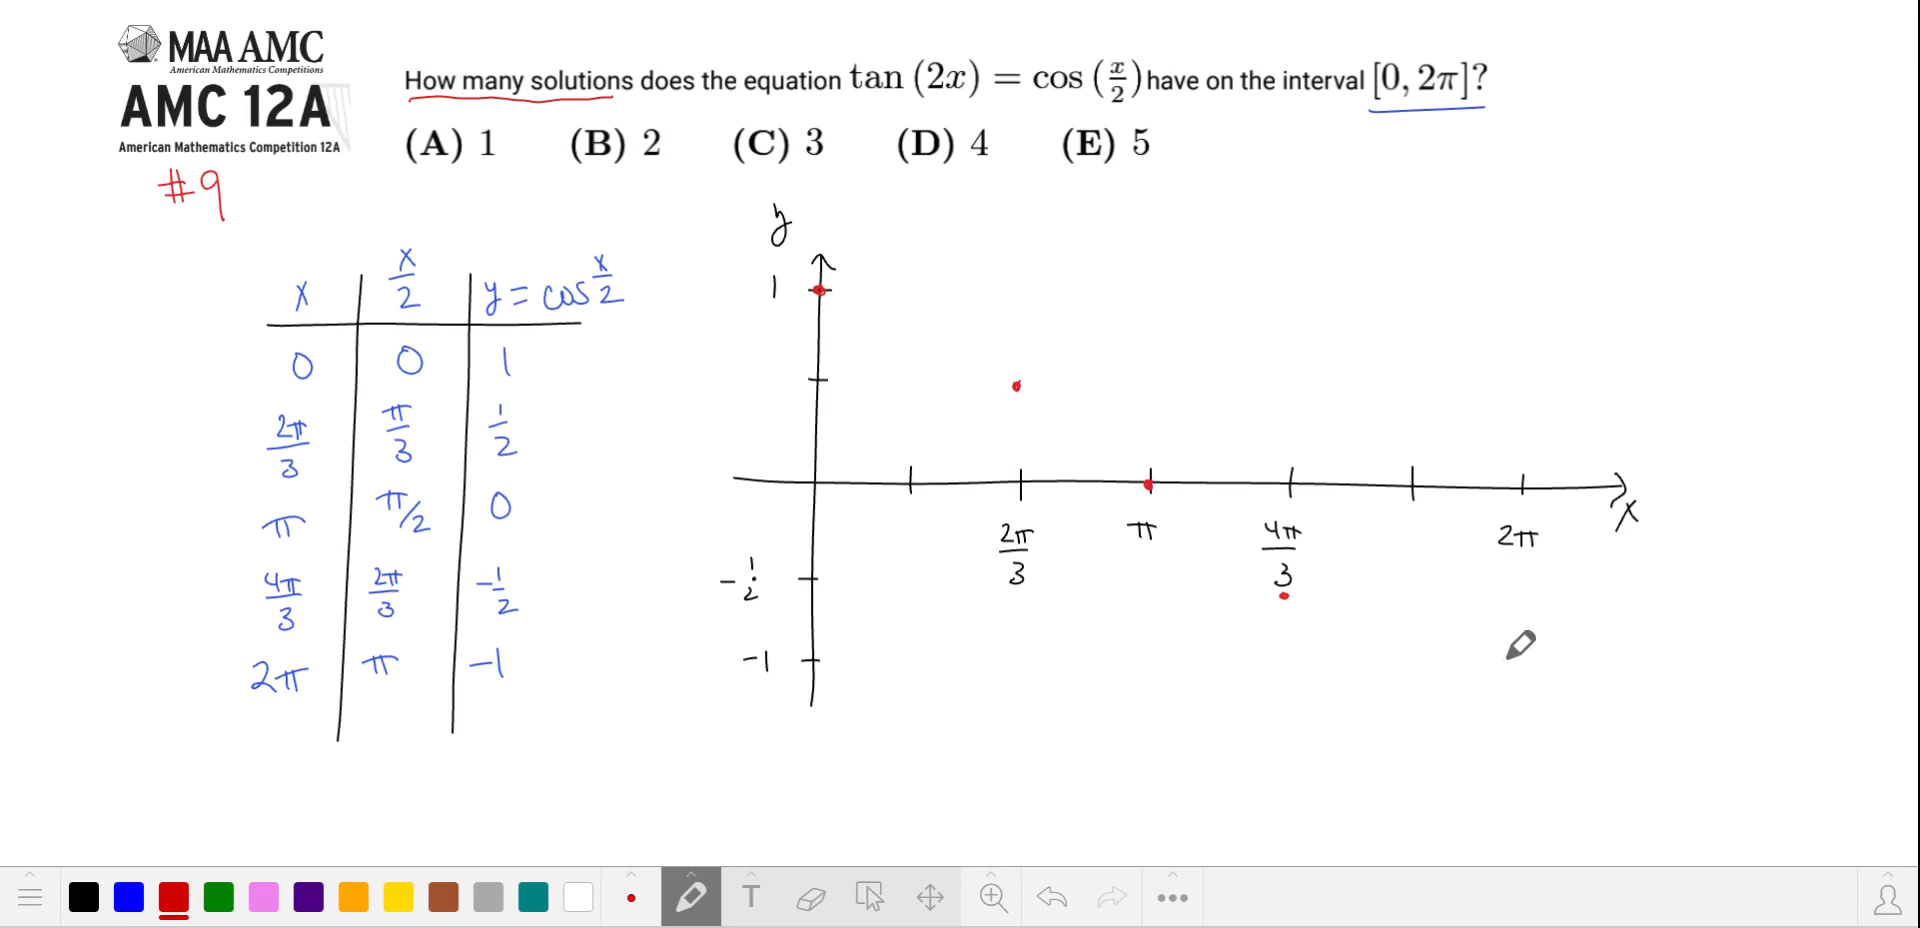 MAA AMC
American Mathematics Competitions
AMC 12A
American Mathematics Competition 12A
#9
How many solutions does the equation tan (2x) = cos (x/2) have on the interval [0, 2π]?
(A) 1 (B) 2 (C) 3 (D) 4 (E) 5
x x/2 y = cos x/2
0 0 1
2π/3 π/3 1/2
π π/2 0
4π/3 2π/3 -1/2
2π π -1
y
1
2π/3 π 4π/3 2π x
-1/2
-1
T